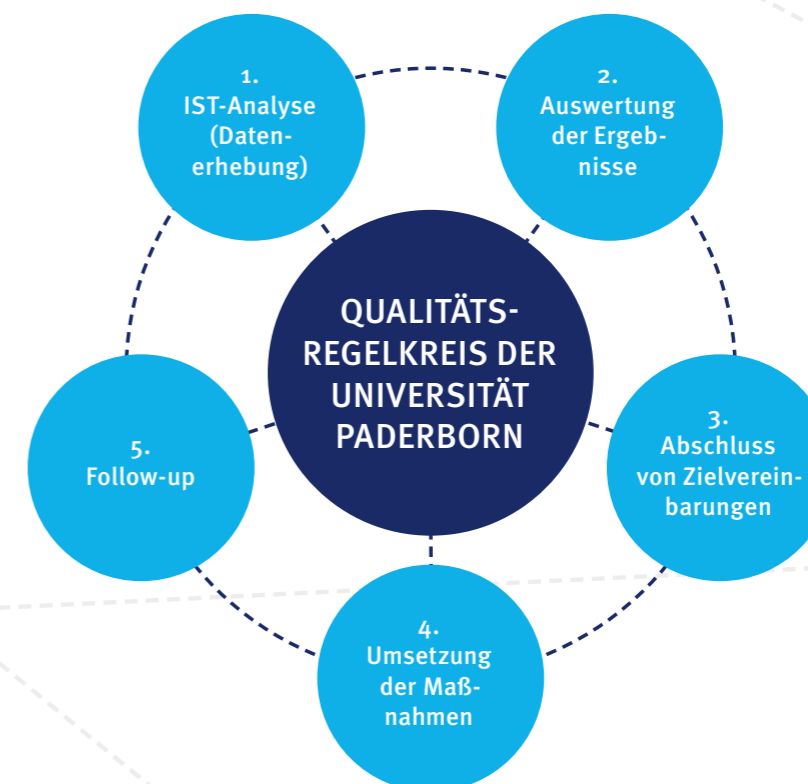 1.
IST-Analyse
(Daten-
erhebung)
2.
Auswertung
der Ergeb-
nisse
QUALITÄTS-
REGELKREIS DER
UNIVERSITÄT
PADERBORN
3.
Abschluss
von Zielverein-
barungen
4.
Umsetzung
der Maß-
nahmen
5.
Follow-up